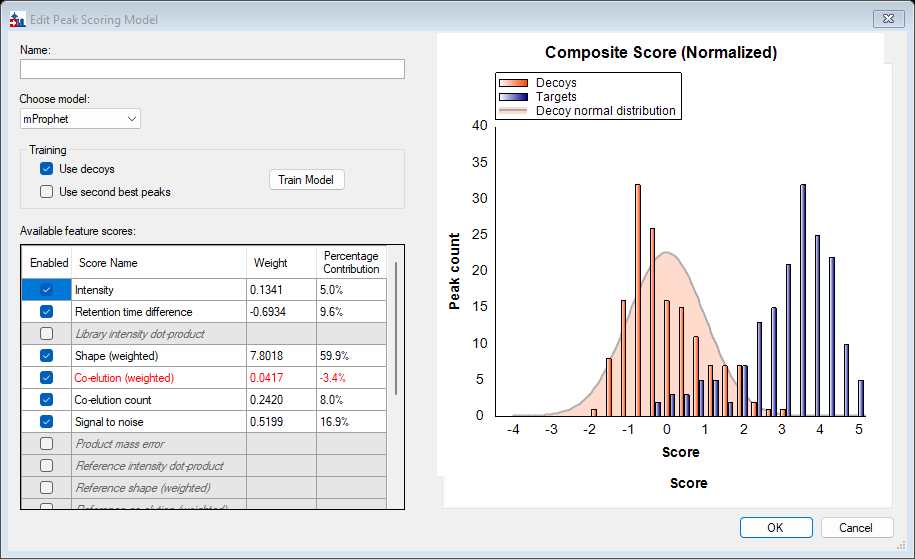 Edit Peak Scoring Model
Name:
Choose model:
mProphet
Training
Use decoys
Use second best peaks
Train Model
Available feature scores:
Enabled Score Name Weight Percentage Contribution
Intensity 0.1341 5.0%
Retention time difference -0.6934 9.6%
Library intensity dot-product
Shape (weighted) 7.8018 59.9%
Co-elution (weighted) 0.0417 -3.4%
Co-elution count 0.2420 8.0%
Signal to noise 0.5199 16.9%
Product mass error
Reference intensity dot-product
Reference shape (weighted)
Reference co-elution (weighted)
Composite Score (Normalized)
Decoys
Targets
Decoy normal distribution
Peak count
40
35
30
25
20
15
10
5
0
-4 -3 -2 -1 0 1 2 3 4 5
Score
Score
OK Cancel